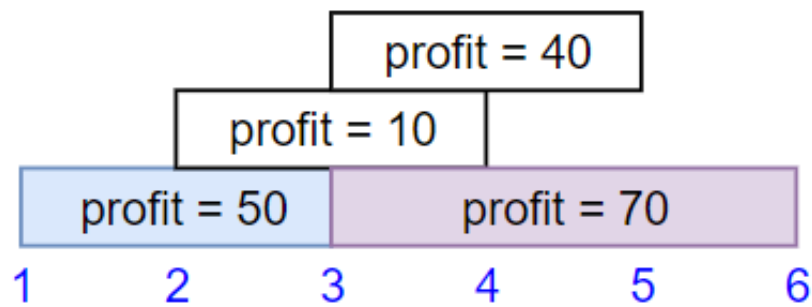 profit = 40
profit = 10
profit = 50 profit = 70
1 2 3 4 5 6